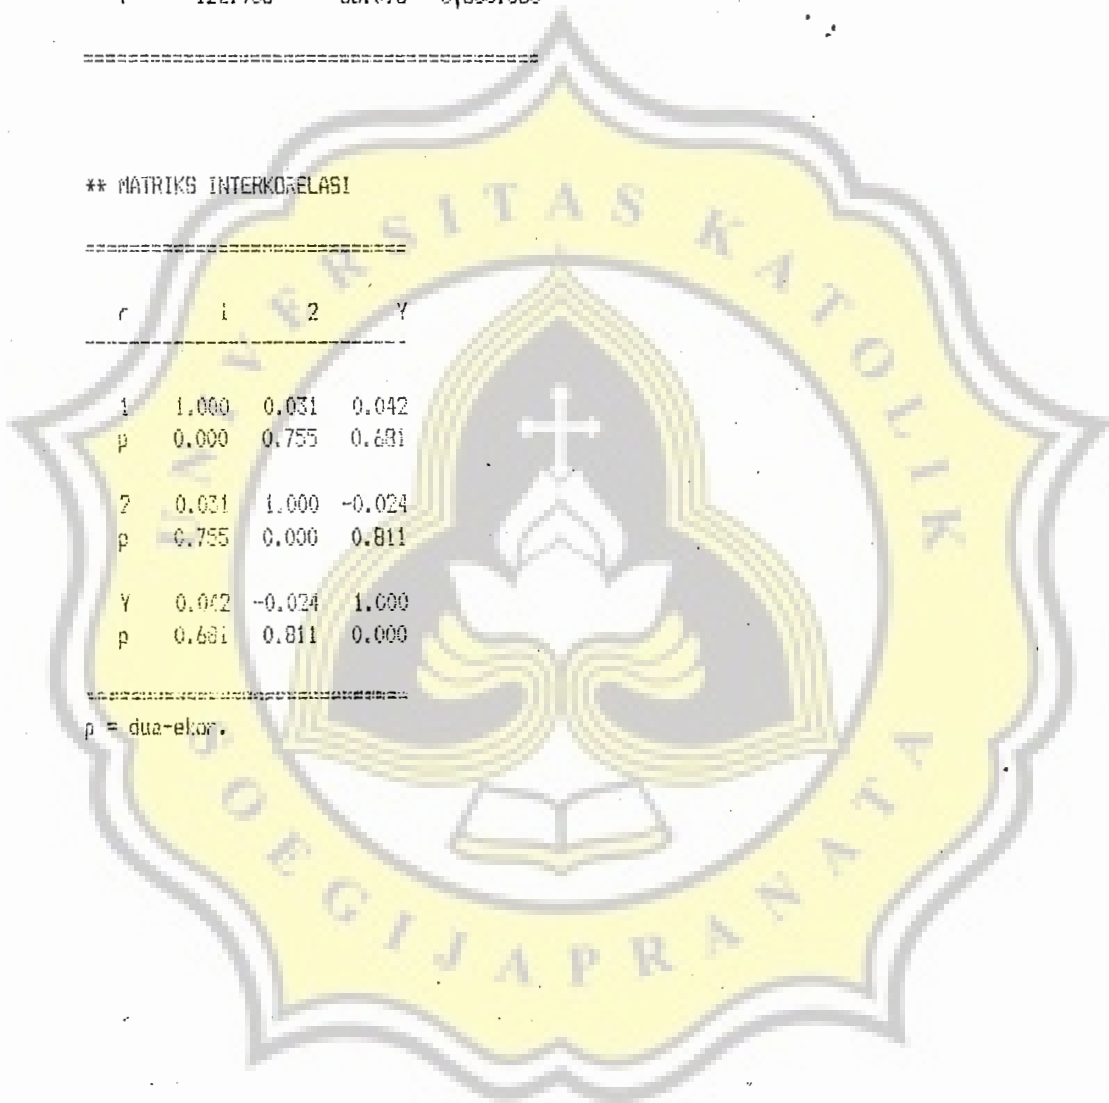 ** MATRIKS INTERKORELASI
r 1 2 Y
1 1.000 0.031 0.042
p 0.000 0.755 0.681
2 0.031 1.000 -0.024
p 0.755 0.000 0.811
Y 0.042 -0.024 1.000
p 0.681 0.811 0.000
p = dua-ekor.
UNIVERSITAS KATOLIK
SOEGIJAPRANATA